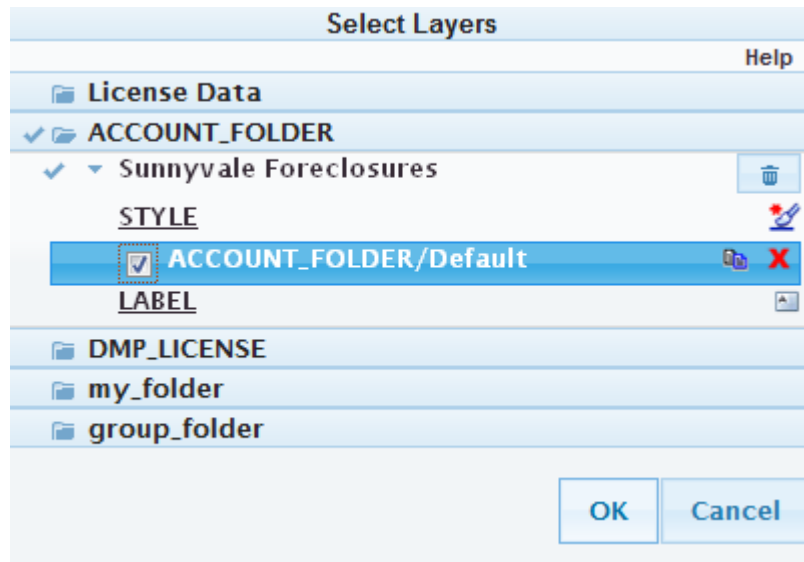 Select Layers
Help
License Data
ACCOUNT_FOLDER
Sunnyvale Foreclosures
STYLE
ACCOUNT_FOLDER/Default
LABEL
DMP_LICENSE
my_folder
group_folder
OK Cancel